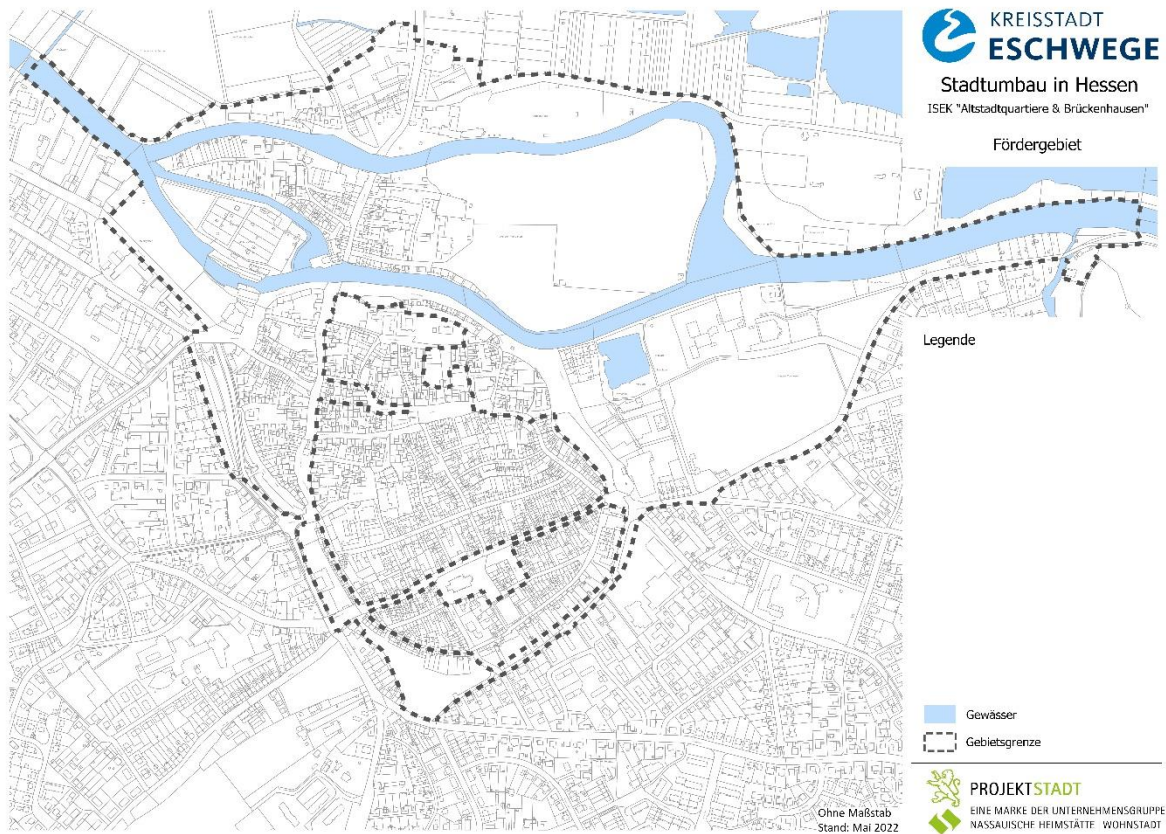 KREISSTADT
ESCHWEGE
Stadtumbau in Hessen
ISEK "Altstadtquartiere & Brückenhausen"
Fördergebiet
Legende
Gewässer
Gebietsgrenze
PROJEKTSTADT
EINE MARKE DER UNTERNEHMENSGRUPPE
NASSAUISCHE HEIMSTÄTTE WOHNSTADT
Ohne Maßstab
Stand: Mai 2022